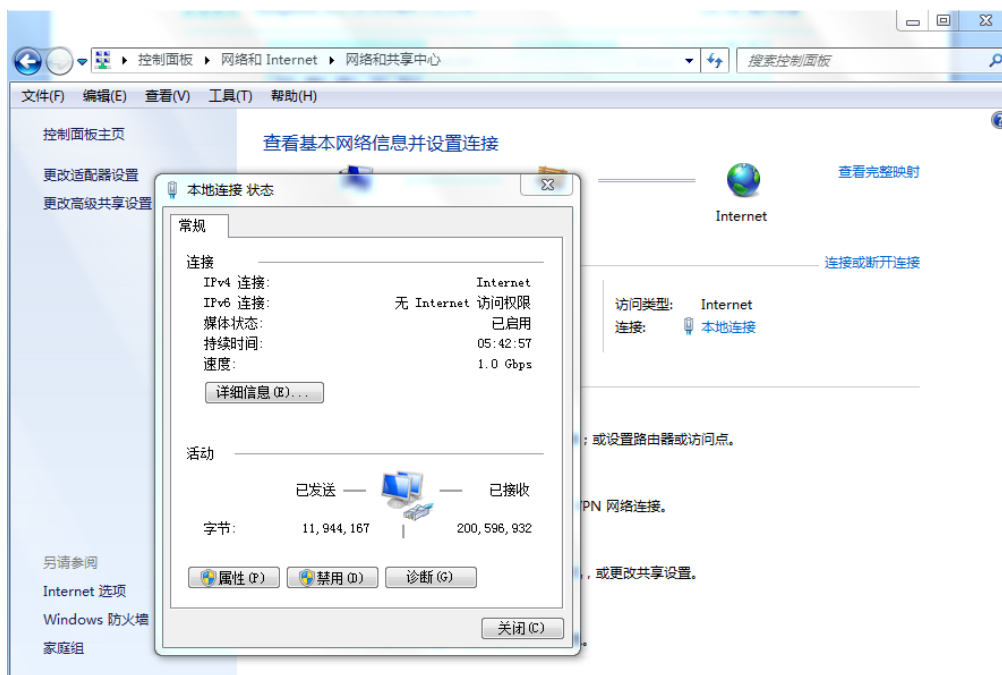 控制面板 ▸ 网络和 Internet ▸ 网络和共享中心
搜索控制面板
文件(F) 编辑(E) 查看(V) 工具(T) 帮助(H)
控制面板主页
更改适配器设置
更改高级共享设置
查看基本网络信息并设置连接
查看完整映射
Internet
连接或断开连接
访问类型: Internet
连接: 本地连接
本地连接 状态
常规
连接
IPv4 连接: Internet
IPv6 连接: 无 Internet 访问权限
媒体状态: 已启用
持续时间: 05:42:57
速度: 1.0 Gbps
详细信息(E)...
活动
已发送 — — 已接收
字节: 11,944,167 | 200,596,932
属性(P) 禁用(D) 诊断(G)
关闭(C)
;或设置路由器或访问点。
PN 网络连接。
,或更改共享设置。
另请参阅
Internet 选项
Windows 防火墙
家庭组